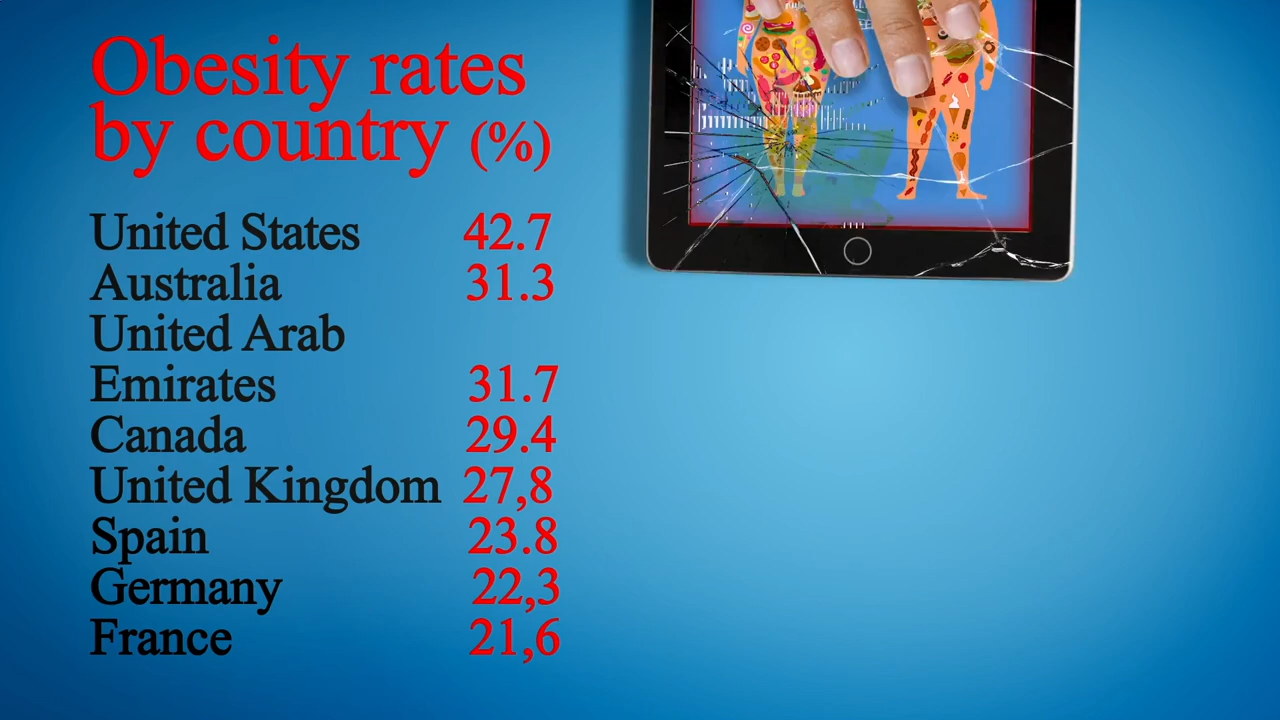 Obesity rates
by country (%)
United States 42.7
Australia 31.3
United Arab
Emirates 31.7
Canada 29.4
United Kingdom 27,8
Spain 23.8
Germany 22,3
France 21,6